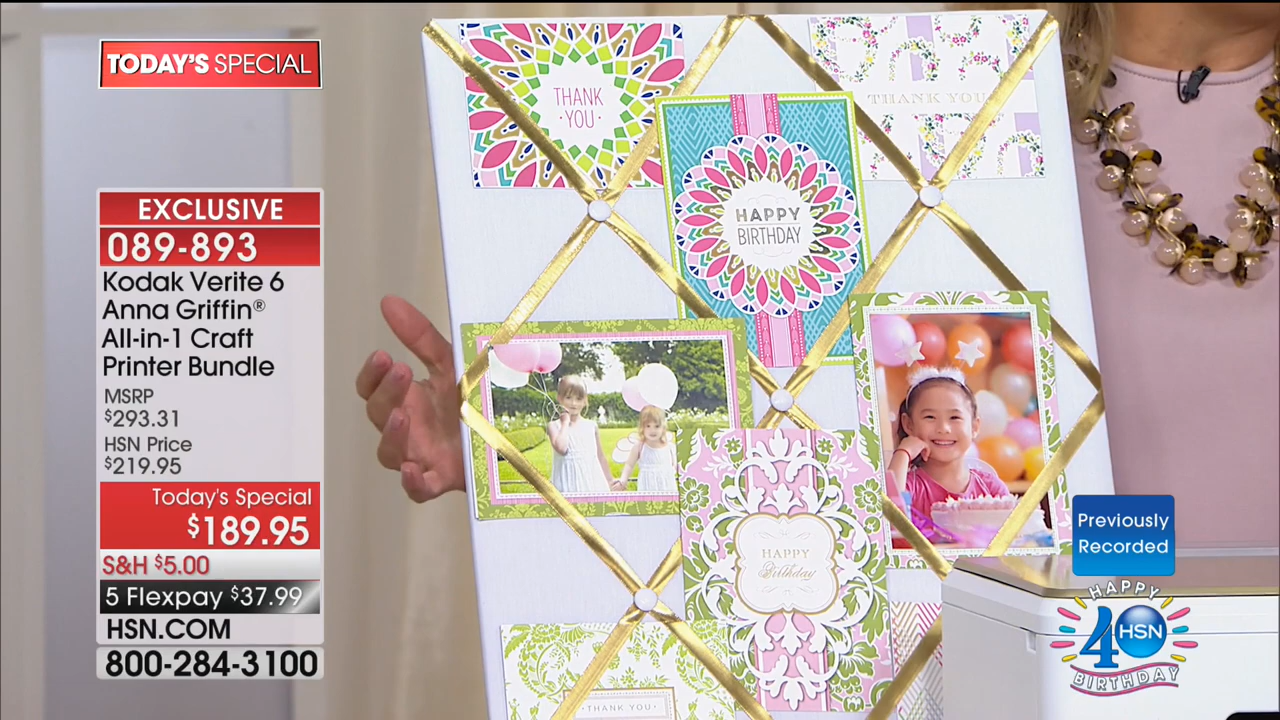 TODAY'S SPECIAL
EXCLUSIVE
089-893
Kodak Verite 6
Anna Griffin®
All-in-1 Craft
Printer Bundle
MSRP
$293.31
HSN Price
$219.95
Today's Special
$189.95
S&H $5.00
5 Flexpay $37.99
HSN.COM
800-284-3100
THANK
·YOU·
THANK YOU
HAPPY
BIRTHDAY
HAPPY
Birthday
·THANK YOU·
Previously
Recorded
HAPPY
40 HSN
BIRTHDAY